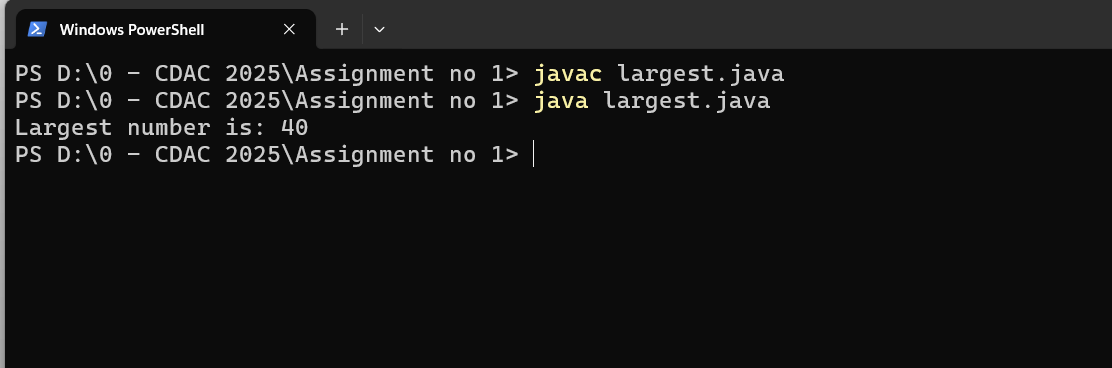 Windows PowerShell
PS D:\0 - CDAC 2025\Assignment no 1> javac largest.java
PS D:\0 - CDAC 2025\Assignment no 1> java largest.java
Largest number is: 40
PS D:\0 - CDAC 2025\Assignment no 1>